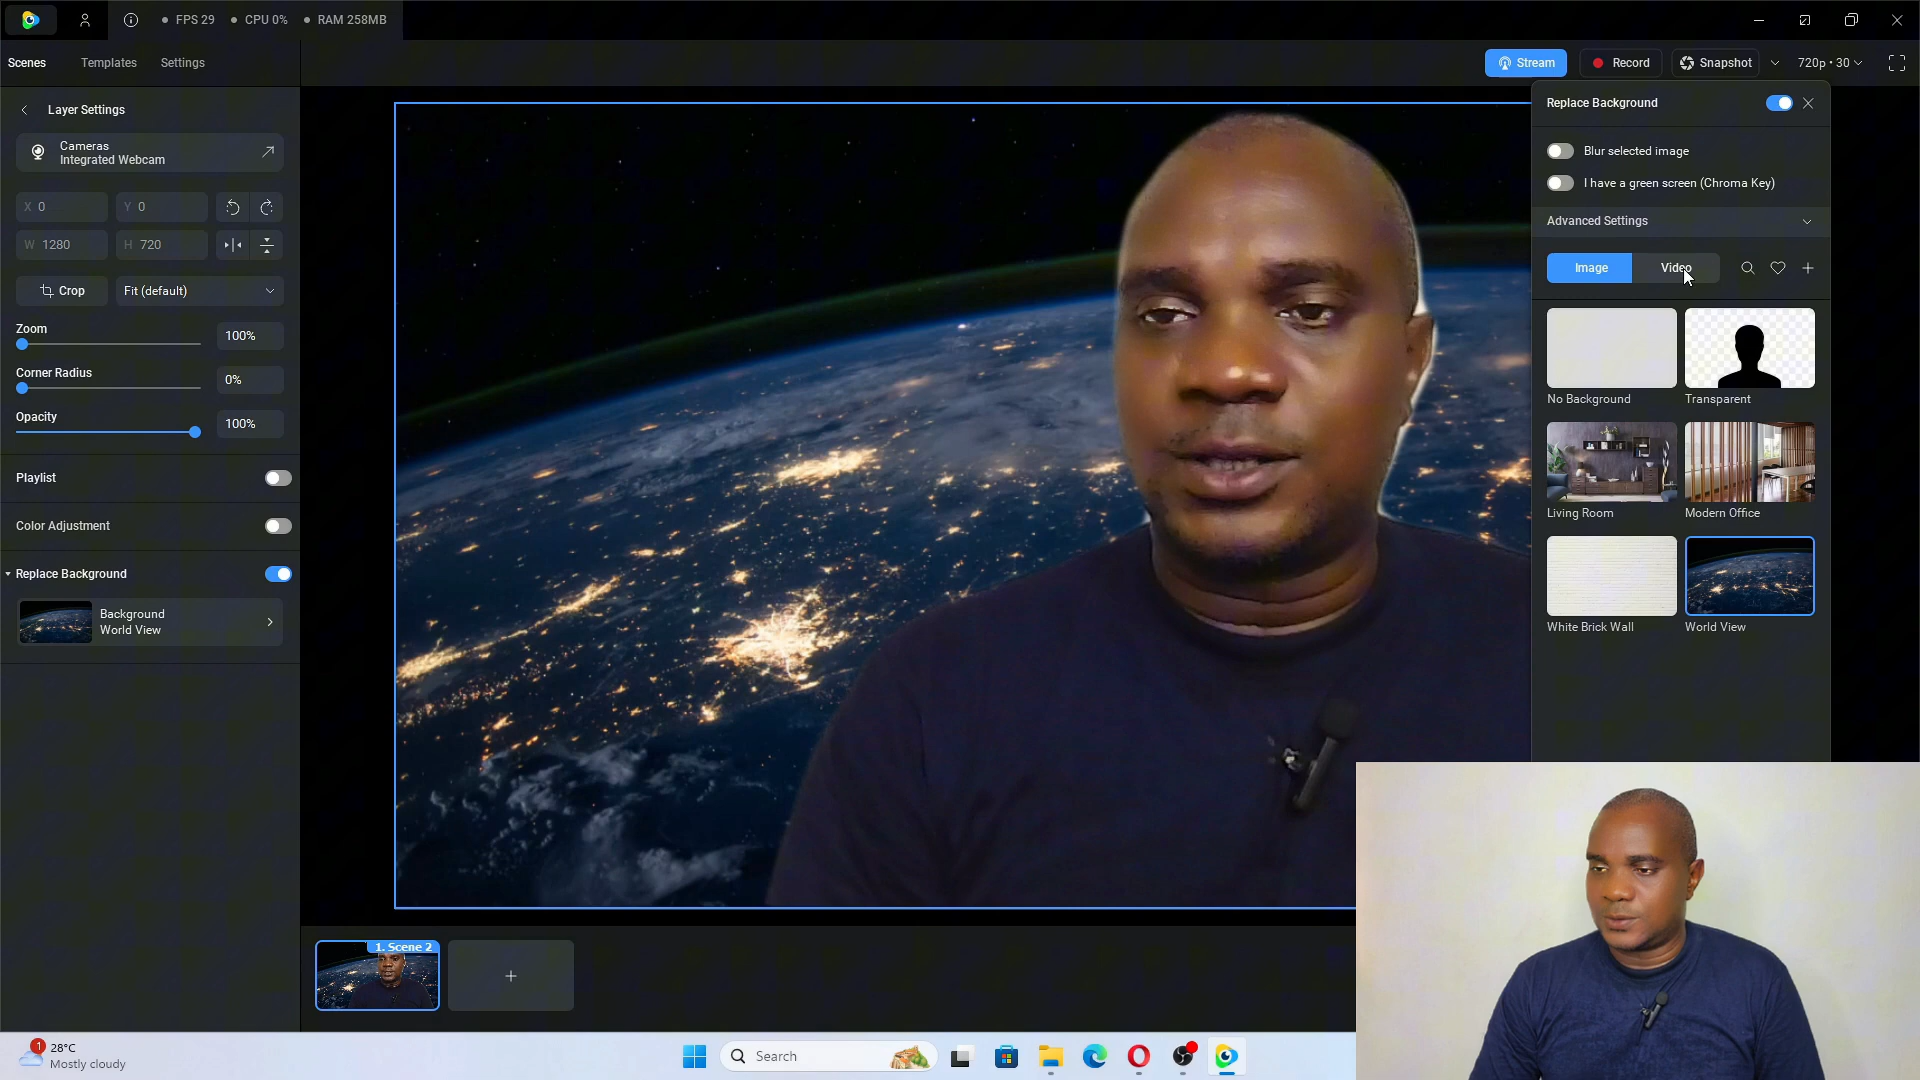 FPS 29
CPU 0%
RAM 258MB
Scenes
Templates
Settings
Stream
Record
Snapshot
720p • 30
Layer Settings
Cameras
Integrated Webcam
X 0
Y 0
W 1280
H 720
Crop
Fit (default)
Zoom
100%
Corner Radius
0%
Opacity
100%
Playlist
Color Adjustment
Replace Background
Background
World View
Replace Background
Blur selected image
I have a green screen (Chroma Key)
Advanced Settings
Image
Video
No Background
Transparent
Living Room
Modern Office
White Brick Wall
World View
1. Scene 2
1
28°C
Mostly cloudy
Search